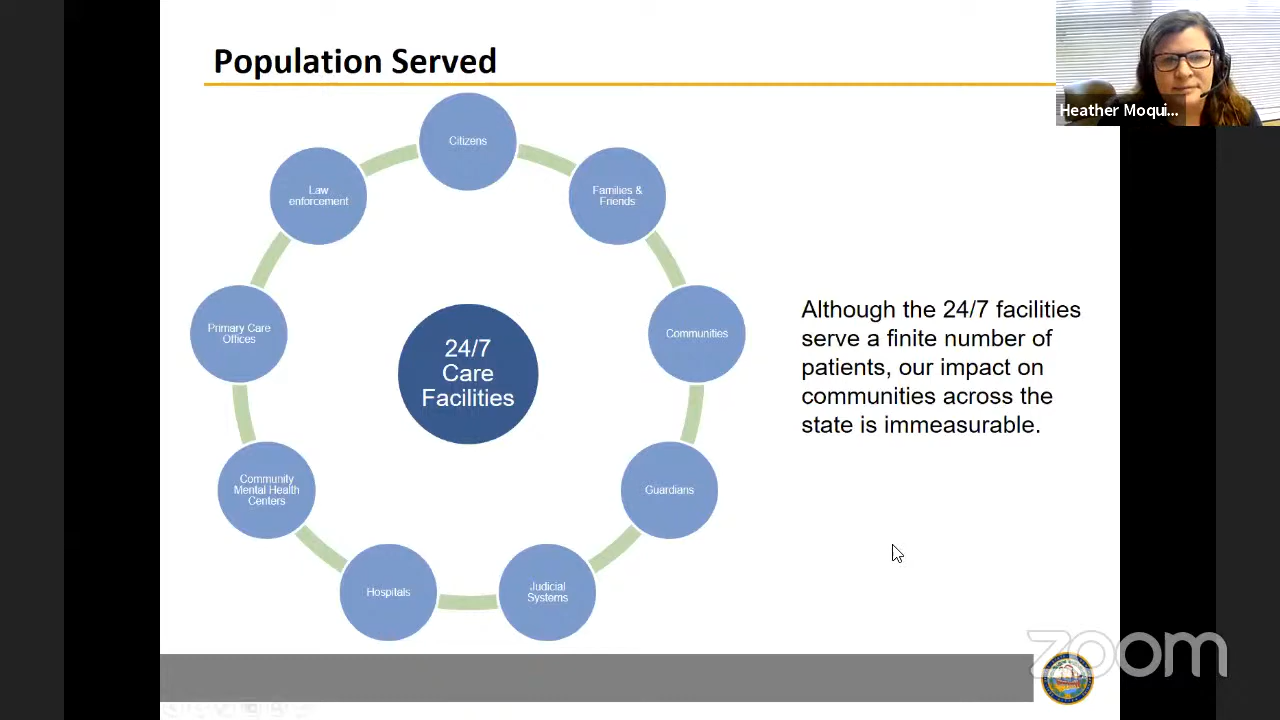 Population Served
Heather Moqui...
Citizens
Families &
Friends
Communities
Guardians
Judicial
Systems
Hospitals
Community
Mental Health
Centers
Primary Care
Offices
Law
enforcement
24/7
Care
Facilities
Although the 24/7 facilities
serve a finite number of
patients, our impact on
communities across the
state is immeasurable.
zoom